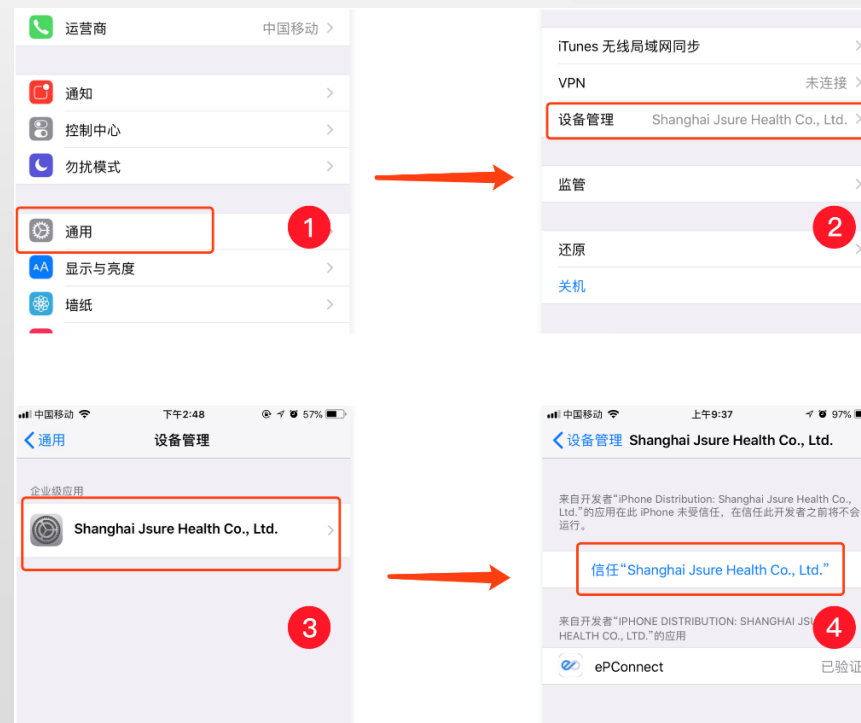 运营商 中国移动
通知
控制中心
勿扰模式
通用
1
AA 显示与亮度
墙纸
iTunes 无线局域网同步
VPN 未连接
设备管理 Shanghai Jsure Health Co., Ltd.
监管
2
还原
关机
中国移动 下午2:48 57%
通用 设备管理
企业级应用
Shanghai Jsure Health Co., Ltd.
3
中国移动 上午9:37 97%
设备管理 Shanghai Jsure Health Co., Ltd.
来自开发者“iPhone Distribution: Shanghai Jsure Health Co.,
Ltd.”的应用在此 iPhone 未受信任，在信任此开发者之前将不会
运行。
信任“Shanghai Jsure Health Co., Ltd.”
来自开发者“IPHONE DISTRIBUTION: SHANGHAI
HEALTH CO., LTD.”的应用
4
ePConnect 已验证